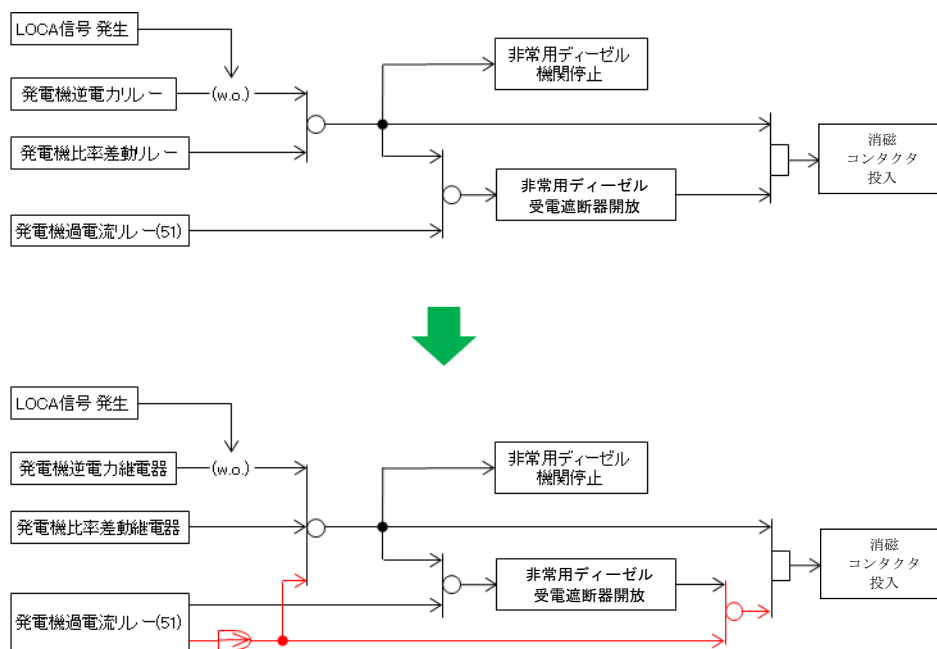 LOCA信号 発生
非常用ディーゼル
機関停止
発電機逆電力リレー
(w.o.)
発電機比率差動リレー
消磁
コンタクタ
投入
非常用ディーゼル
受電遮断器開放
発電機過電流リレー(51)
LOCA信号 発生
非常用ディーゼル
機関停止
発電機逆電力継電器
(w.o.)
発電機比率差動継電器
消磁
コンタクタ
投入
非常用ディーゼル
受電遮断器開放
発電機過電流リレー(51)